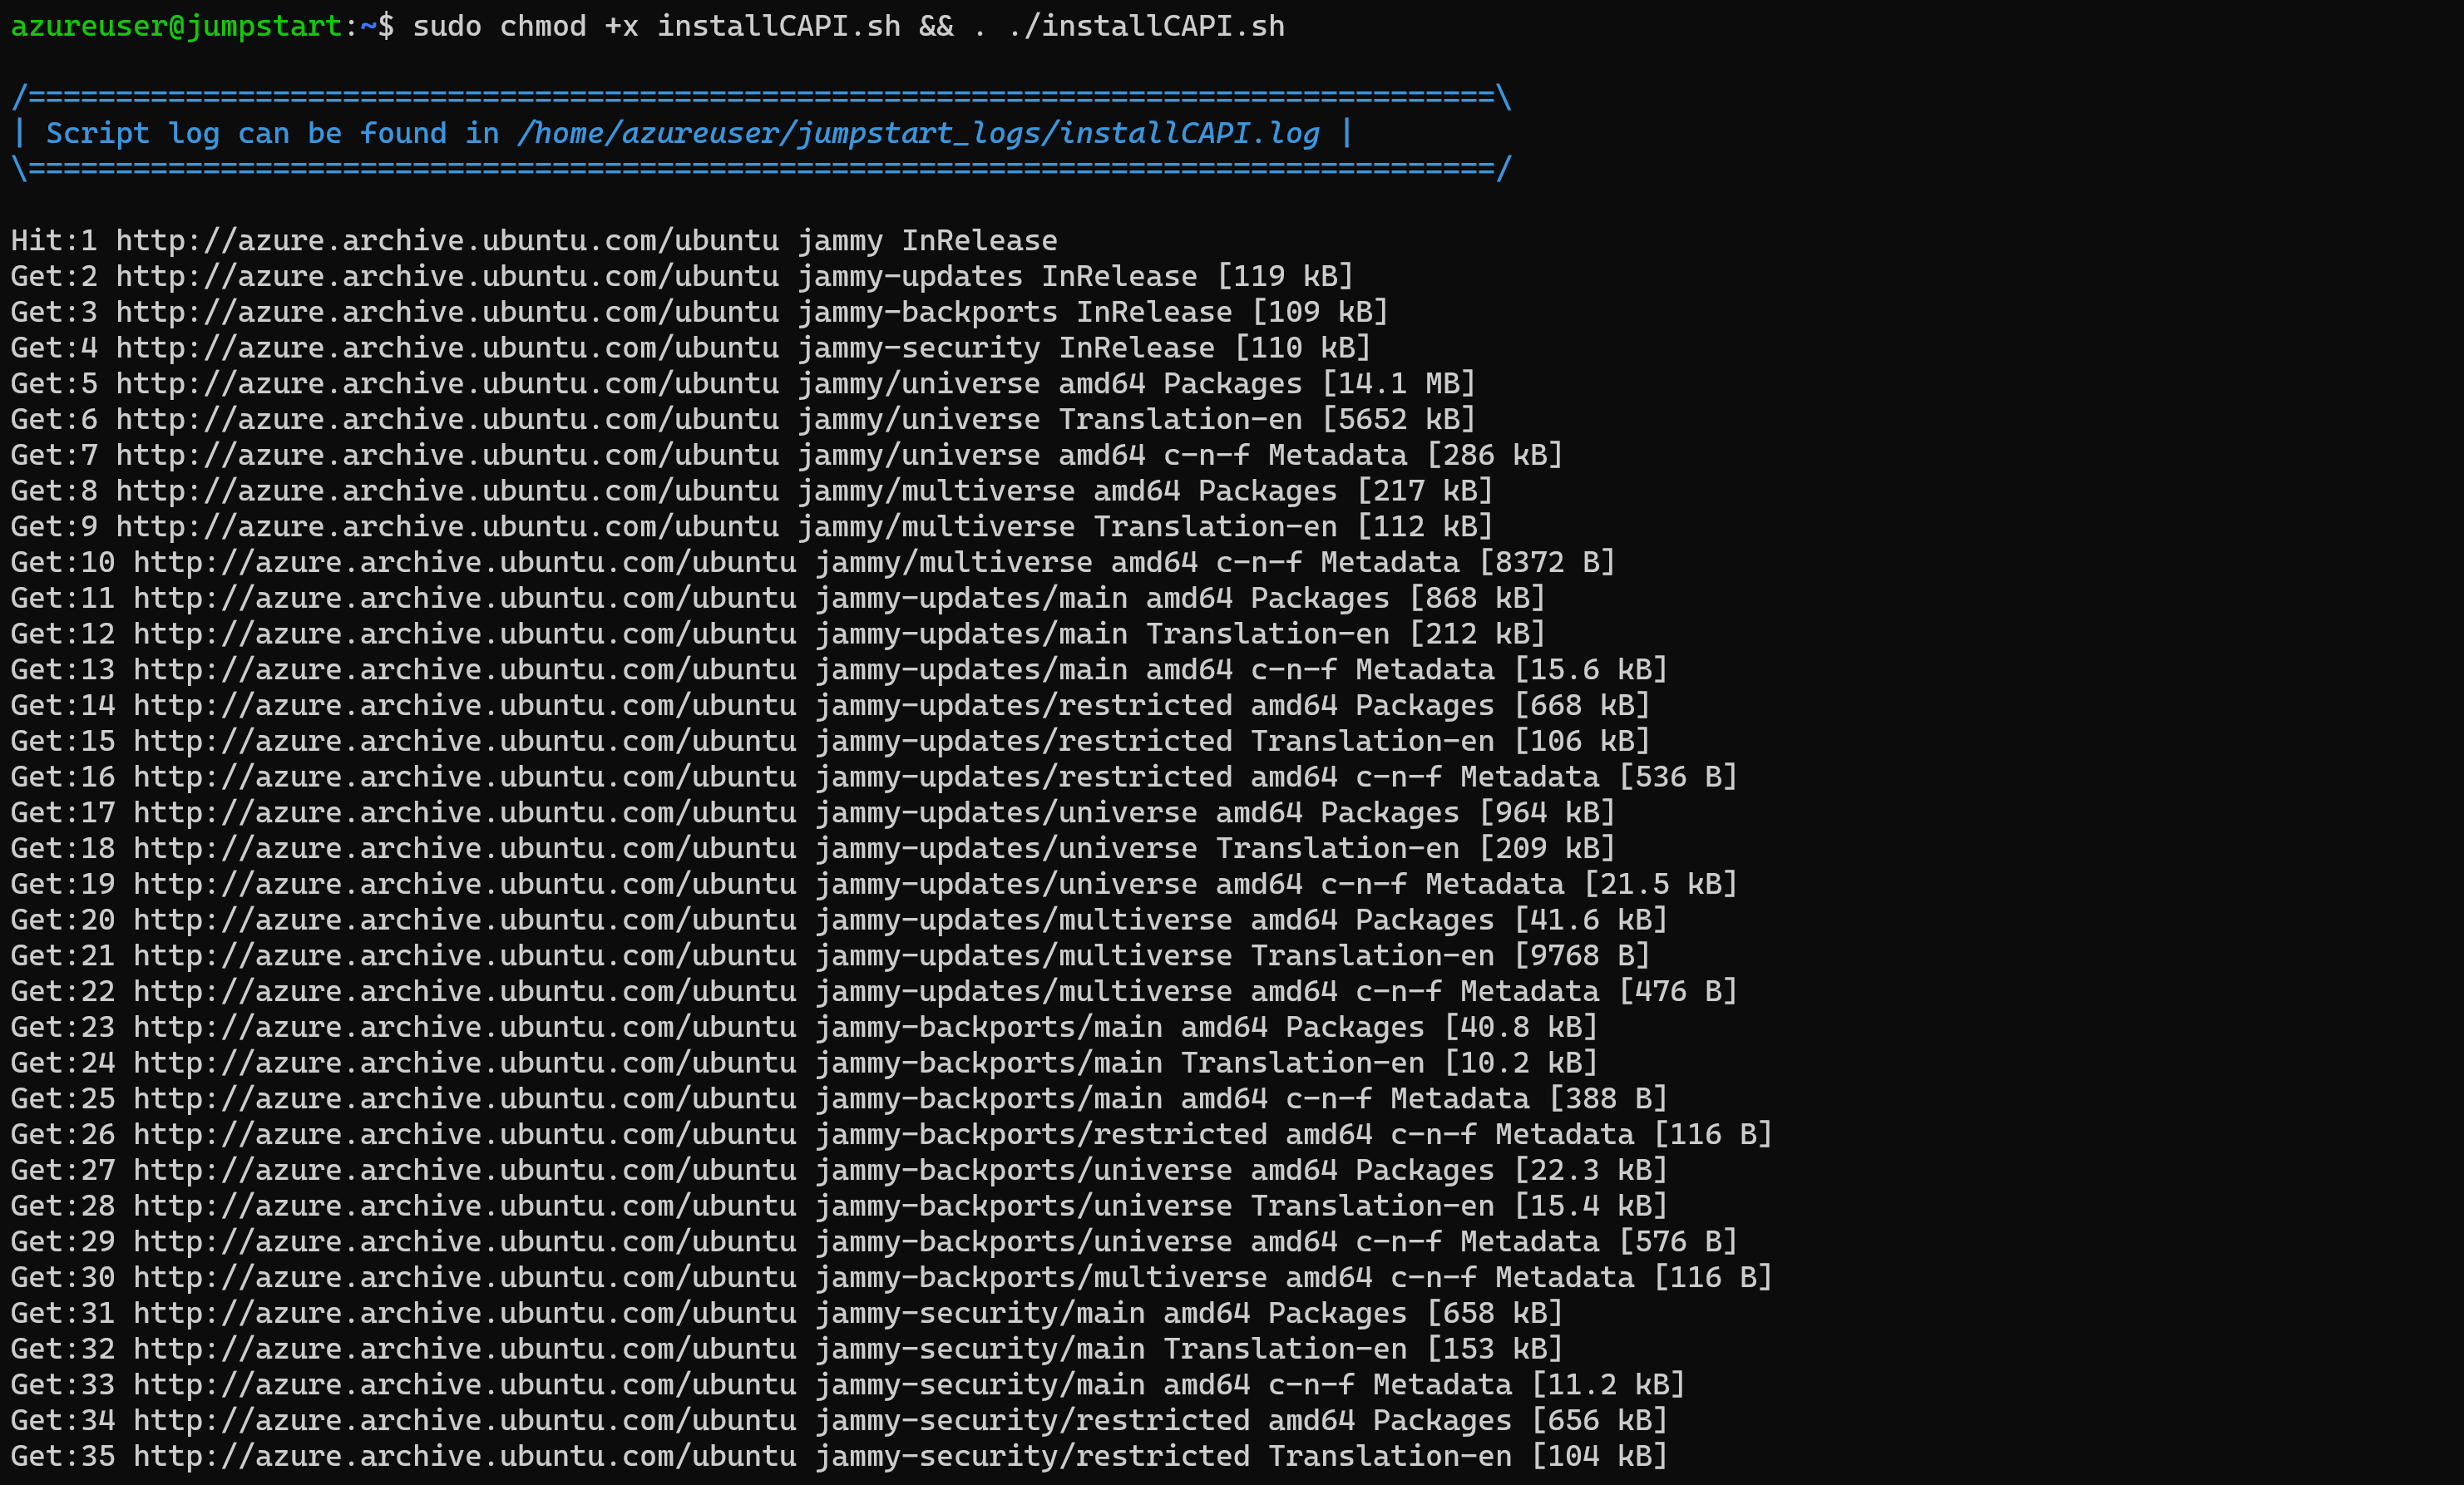 azureuser@jumpstart:~$ sudo chmod +x installCAPI.sh && . ./installCAPI.sh
/====================================================================================\
| Script log can be found in /home/azureuser/jumpstart_logs/installCAPI.log |
\====================================================================================/
Hit:1 http://azure.archive.ubuntu.com/ubuntu jammy InRelease
Get:2 http://azure.archive.ubuntu.com/ubuntu jammy-updates InRelease [119 kB]
Get:3 http://azure.archive.ubuntu.com/ubuntu jammy-backports InRelease [109 kB]
Get:4 http://azure.archive.ubuntu.com/ubuntu jammy-security InRelease [110 kB]
Get:5 http://azure.archive.ubuntu.com/ubuntu jammy/universe amd64 Packages [14.1 MB]
Get:6 http://azure.archive.ubuntu.com/ubuntu jammy/universe Translation-en [5652 kB]
Get:7 http://azure.archive.ubuntu.com/ubuntu jammy/universe amd64 c-n-f Metadata [286 kB]
Get:8 http://azure.archive.ubuntu.com/ubuntu jammy/multiverse amd64 Packages [217 kB]
Get:9 http://azure.archive.ubuntu.com/ubuntu jammy/multiverse Translation-en [112 kB]
Get:10 http://azure.archive.ubuntu.com/ubuntu jammy/multiverse amd64 c-n-f Metadata [8372 B]
Get:11 http://azure.archive.ubuntu.com/ubuntu jammy-updates/main amd64 Packages [868 kB]
Get:12 http://azure.archive.ubuntu.com/ubuntu jammy-updates/main Translation-en [212 kB]
Get:13 http://azure.archive.ubuntu.com/ubuntu jammy-updates/main amd64 c-n-f Metadata [15.6 kB]
Get:14 http://azure.archive.ubuntu.com/ubuntu jammy-updates/restricted amd64 Packages [668 kB]
Get:15 http://azure.archive.ubuntu.com/ubuntu jammy-updates/restricted Translation-en [106 kB]
Get:16 http://azure.archive.ubuntu.com/ubuntu jammy-updates/restricted amd64 c-n-f Metadata [536 B]
Get:17 http://azure.archive.ubuntu.com/ubuntu jammy-updates/universe amd64 Packages [964 kB]
Get:18 http://azure.archive.ubuntu.com/ubuntu jammy-updates/universe Translation-en [209 kB]
Get:19 http://azure.archive.ubuntu.com/ubuntu jammy-updates/universe amd64 c-n-f Metadata [21.5 kB]
Get:20 http://azure.archive.ubuntu.com/ubuntu jammy-updates/multiverse amd64 Packages [41.6 kB]
Get:21 http://azure.archive.ubuntu.com/ubuntu jammy-updates/multiverse Translation-en [9768 B]
Get:22 http://azure.archive.ubuntu.com/ubuntu jammy-updates/multiverse amd64 c-n-f Metadata [476 B]
Get:23 http://azure.archive.ubuntu.com/ubuntu jammy-backports/main amd64 Packages [40.8 kB]
Get:24 http://azure.archive.ubuntu.com/ubuntu jammy-backports/main Translation-en [10.2 kB]
Get:25 http://azure.archive.ubuntu.com/ubuntu jammy-backports/main amd64 c-n-f Metadata [388 B]
Get:26 http://azure.archive.ubuntu.com/ubuntu jammy-backports/restricted amd64 c-n-f Metadata [116 B]
Get:27 http://azure.archive.ubuntu.com/ubuntu jammy-backports/universe amd64 Packages [22.3 kB]
Get:28 http://azure.archive.ubuntu.com/ubuntu jammy-backports/universe Translation-en [15.4 kB]
Get:29 http://azure.archive.ubuntu.com/ubuntu jammy-backports/universe amd64 c-n-f Metadata [576 B]
Get:30 http://azure.archive.ubuntu.com/ubuntu jammy-backports/multiverse amd64 c-n-f Metadata [116 B]
Get:31 http://azure.archive.ubuntu.com/ubuntu jammy-security/main amd64 Packages [658 kB]
Get:32 http://azure.archive.ubuntu.com/ubuntu jammy-security/main Translation-en [153 kB]
Get:33 http://azure.archive.ubuntu.com/ubuntu jammy-security/main amd64 c-n-f Metadata [11.2 kB]
Get:34 http://azure.archive.ubuntu.com/ubuntu jammy-security/restricted amd64 Packages [656 kB]
Get:35 http://azure.archive.ubuntu.com/ubuntu jammy-security/restricted Translation-en [104 kB]